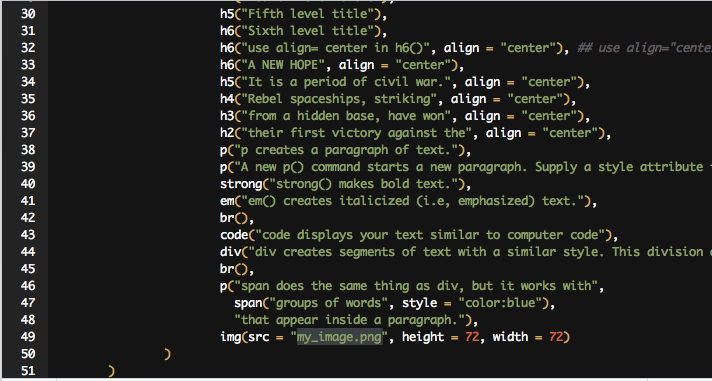 30 h5("Fifth level title"),
31 h6("Sixth level title"),
32 h6("use align= center in h6()", align = "center"), ## use align="cente
33 h6("A NEW HOPE", align = "center"),
34 h5("It is a period of civil war.", align = "center"),
35 h4("Rebel spaceships, striking", align = "center"),
36 h3("from a hidden base, have won", align = "center"),
37 h2("their first victory against the", align = "center"),
38 p("p creates a paragraph of text."),
39 p("A new p() command starts a new paragraph. Supply a style attribute
40 strong("strong() makes bold text."),
41 em("em() creates italicized (i.e, emphasized) text."),
42 br(),
43 code("code displays your text similar to computer code"),
44 div("div creates segments of text with a similar style. This division
45 br(),
46 p("span does the same thing as div, but it works with",
47 span("groups of words", style = "color:blue"),
48 "that appear inside a paragraph."),
49 img(src = "my_image.png", height = 72, width = 72)
50 )
51 )